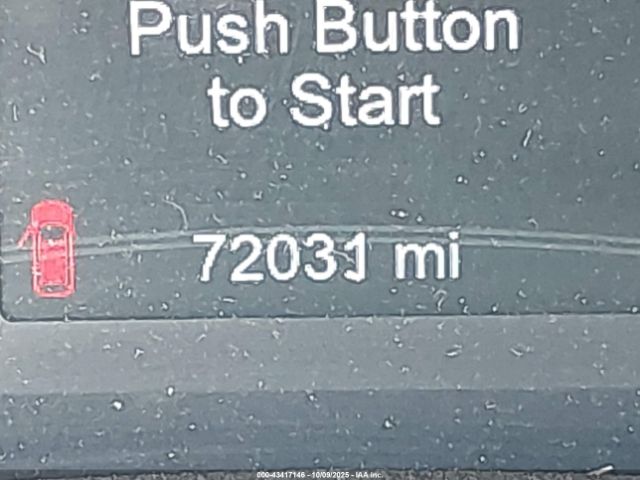 Push Button
to Start
72031 mi
000-43417146 - 10/09/2025 - IAA Inc.